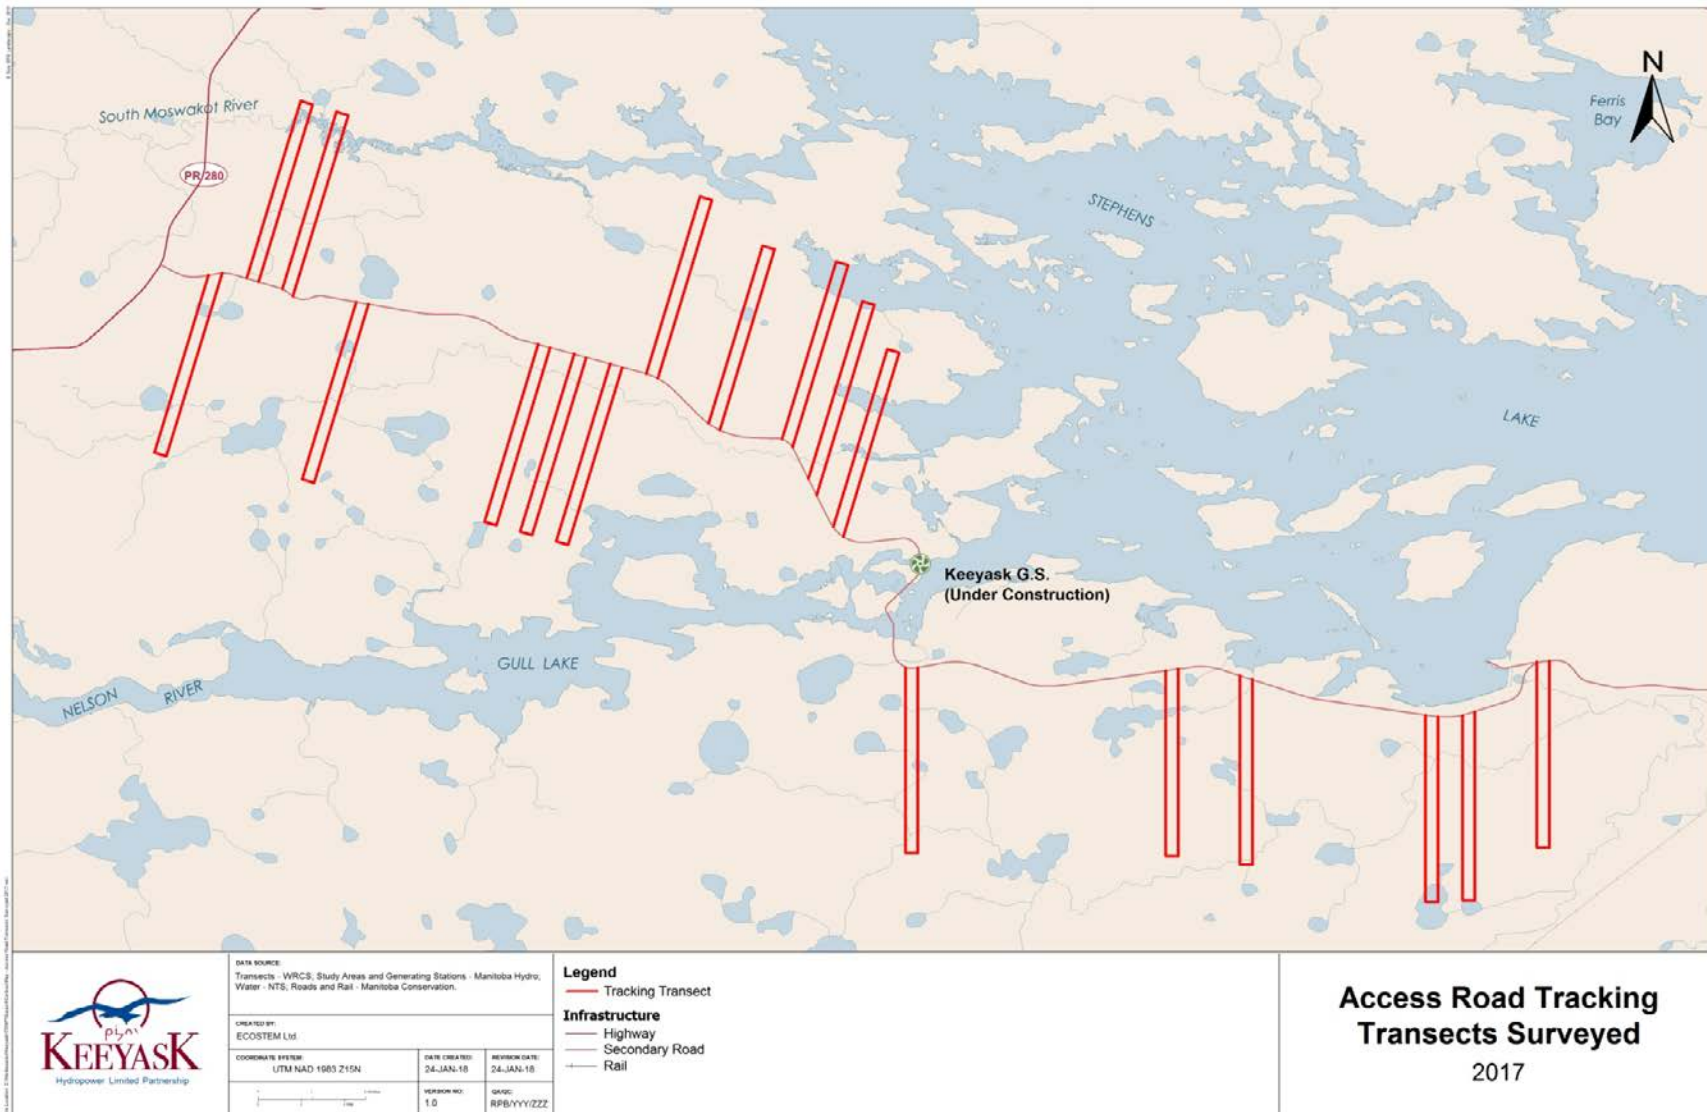 South Moswakot River
PR 280
Ferris
Bay
N
STEPHENS
LAKE
Keeyask G.S.
(Under Construction)
GULL LAKE
NELSON RIVER
KEEYASK
Hydropower Limited Partnership
DATA SOURCE:
Transects - WRCS; Study Areas and Generating Stations - Manitoba Hydro;
Water - NTS; Roads and Rail - Manitoba Conservation.
CREATED BY:
ECOSTEM Ltd.
COORDINATE SYSTEM:
UTM NAD 1983 Z15N
DATE CREATED:
24-JAN-18
REVISION DATE:
24-JAN-18
VERSION NO:
1.0
QA/QC:
RPB/YYY/ZZZ
Legend
Tracking Transect
Infrastructure
Highway
Secondary Road
Rail
Access Road Tracking
Transects Surveyed
2017